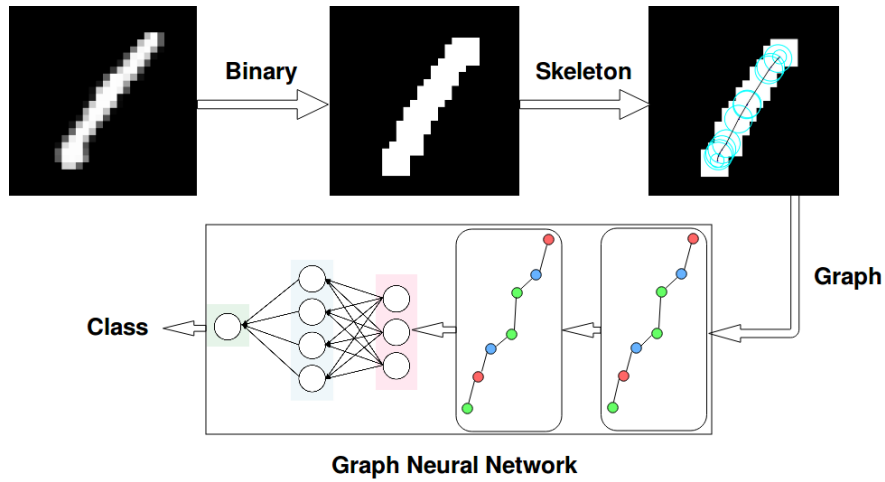 Binary
Skeleton
Graph
Class
Graph Neural Network